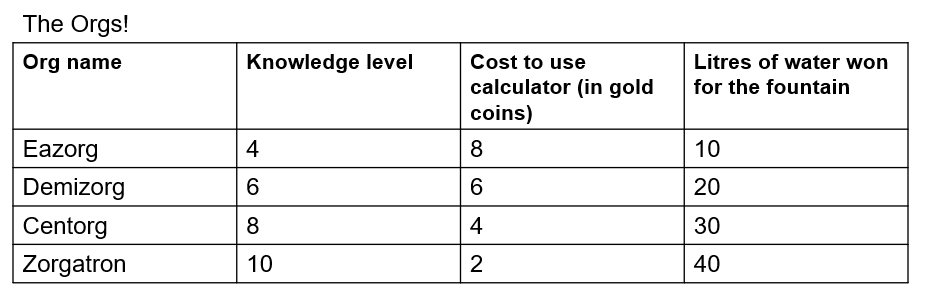 The Orgs!
Org name Knowledge level Cost to use calculator (in gold coins) Litres of water won for the fountain
Eazorg 4 8 10
Demizorg 6 6 20
Centorg 8 4 30
Zorgatron 10 2 40